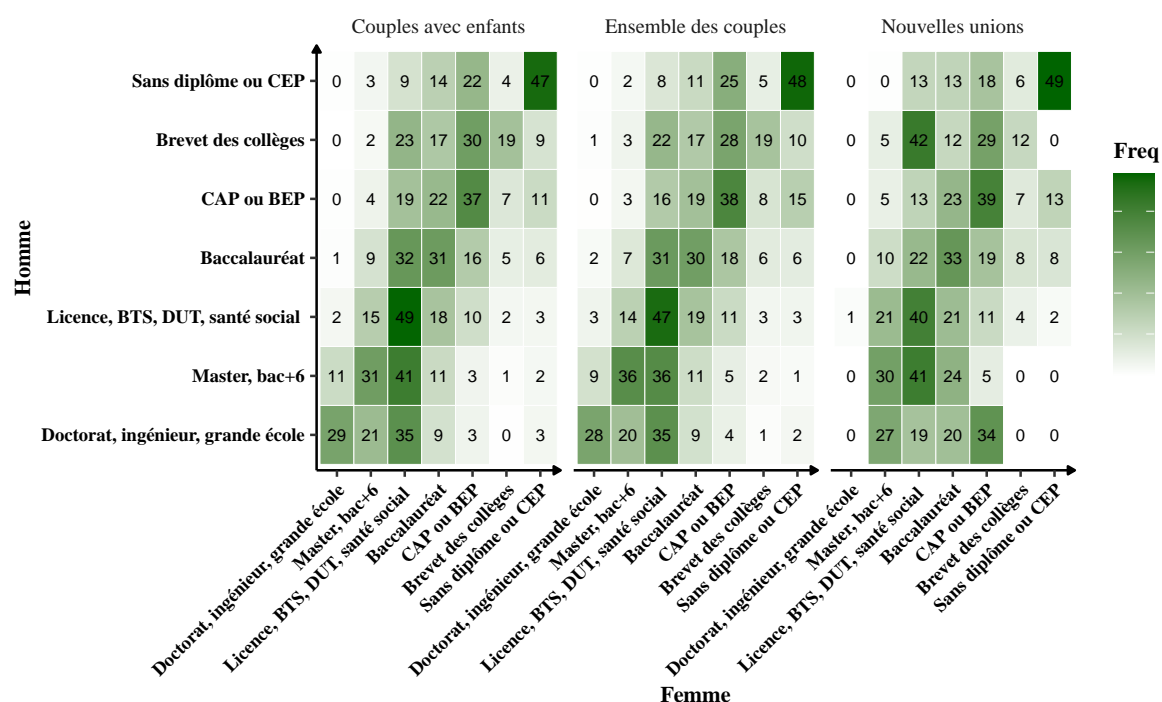 Couples avec enfants Ensemble des couples Nouvelles unions
Sans diplôme ou CEP 0 3 9 14 22 4 47 0 2 8 11 25 5 48 0 0 13 13 18 6 49
Brevet des collèges 0 2 23 17 30 19 9 1 3 22 17 28 19 10 0 5 42 12 29 12 0
CAP ou BEP 0 4 19 22 37 7 11 0 3 16 19 38 8 15 0 5 13 23 39 7 13
Baccalauréat 1 9 32 31 16 5 6 2 7 31 30 18 6 6 0 10 22 33 19 8 8
Licence, BTS, DUT, santé social 2 15 49 18 10 2 3 3 14 47 19 11 3 3 1 21 40 21 11 4 2
Master, bac+6 11 31 41 11 3 1 2 9 36 36 11 5 2 1 0 30 41 24 5 0 0
Doctorat, ingénieur, grande école 29 21 35 9 3 0 3 28 20 35 9 4 1 2 0 27 19 20 34 0 0
Homme
Doctorat, ingénieur, grande école
Master, bac+6
Licence, BTS, DUT, santé social
Baccalauréat
CAP ou BEP
Brevet des collèges
Sans diplôme ou CEP
Doctorat, ingénieur, grande école
Master, bac+6
Licence, BTS, DUT, santé social
Baccalauréat
CAP ou BEP
Brevet des collèges
Sans diplôme ou CEP
Doctorat, ingénieur, grande école
Master, bac+6
Licence, BTS, DUT, santé social
Baccalauréat
CAP ou BEP
Brevet des collèges
Sans diplôme ou CEP
Femme
Freq